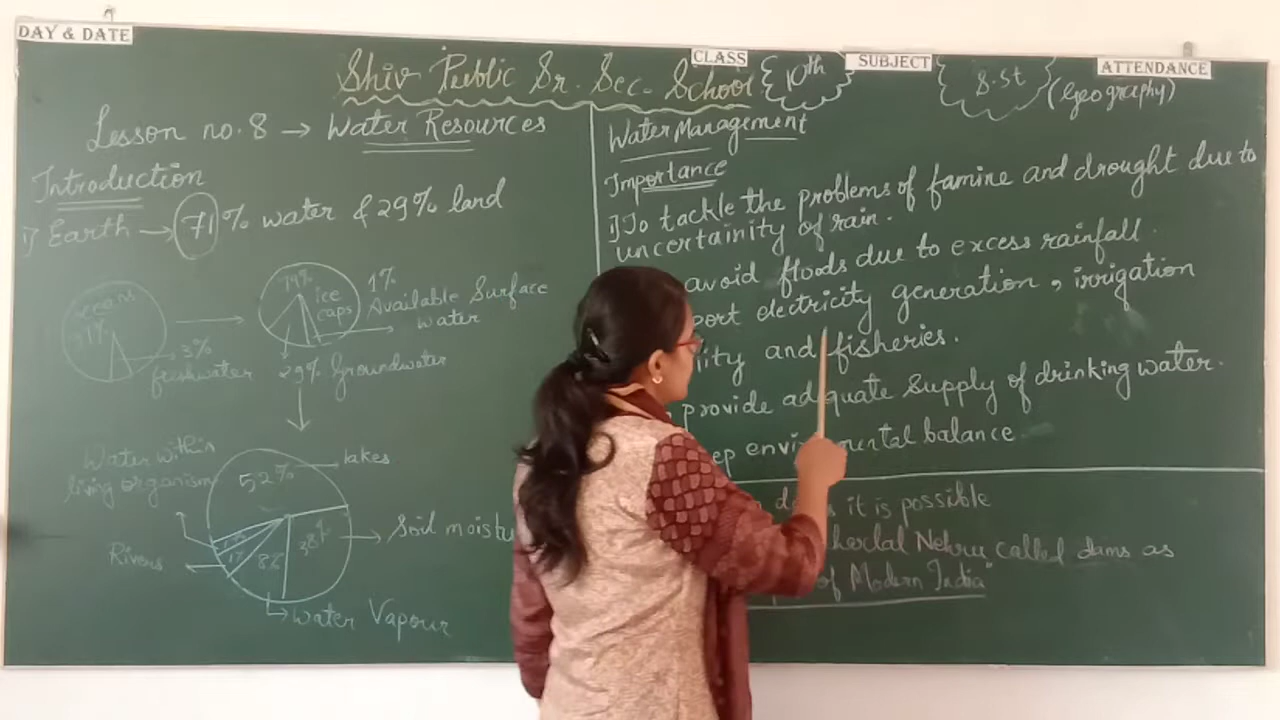 DAY & DATE
CLASS
SUBJECT
ATTENDANCE
Shiv Public Sr. Sec. School
10th
S.St
(Geography)
Lesson no. 8 → Water Resources
Introduction
1) Earth → 71% water & 29% land
oceans
3%
freshwater
79%
ice
caps
1%
Available Surface
water
29% Groundwater
Water within
living organism
52%
lakes
38%
Soil moistu
Rivers
1%
8%
Water Vapour
Water Management
Importance
1) To tackle the problems of famine and drought due to
uncertainity of rain.
avoid floods due to excess rainfall.
port electricity generation, irrigation
ity and fisheries.
provide adequate Supply of drinking water.
ep environmental balance
it is possible
herlal Nehru called dams as
of Modern India"